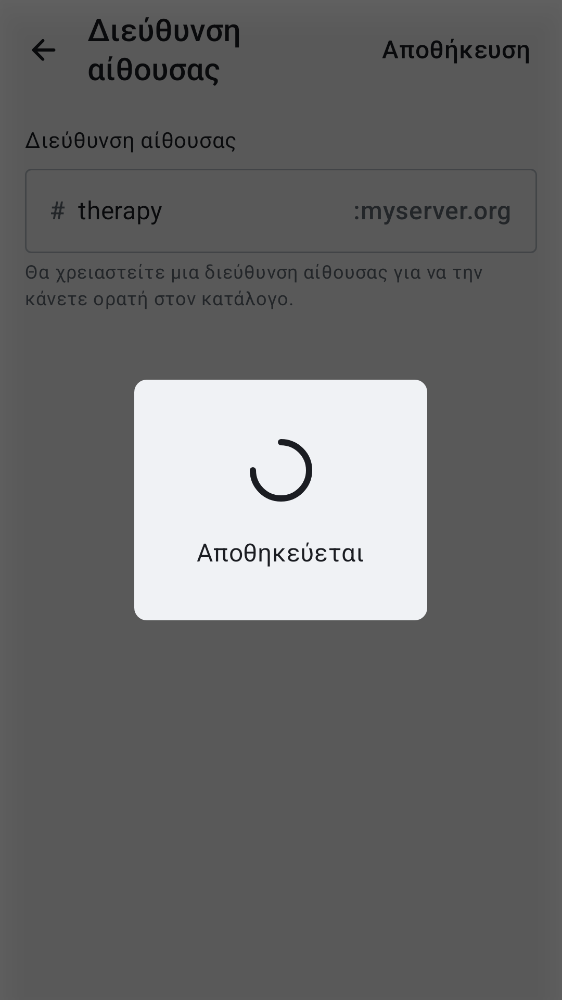 Διεύθυνση
αίθουσας
Αποθήκευση
Διεύθυνση αίθουσας
# therapy :myserver.org
Θα χρειαστείτε μια διεύθυνση αίθουσας για να την
κάνετε ορατή στον κατάλογο.
Αποθηκεύεται